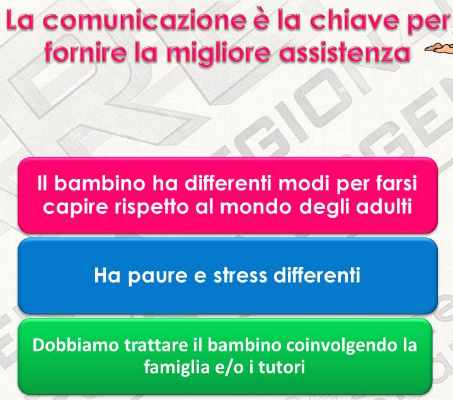 La comunicazione è la chiave per
fornire la migliore assistenza
Il bambino ha differenti modi per farsi
capire rispetto al mondo degli adulti
Ha paure e stress differenti
Dobbiamo trattare il bambino coinvolgendo la
famiglia e/o i tutori